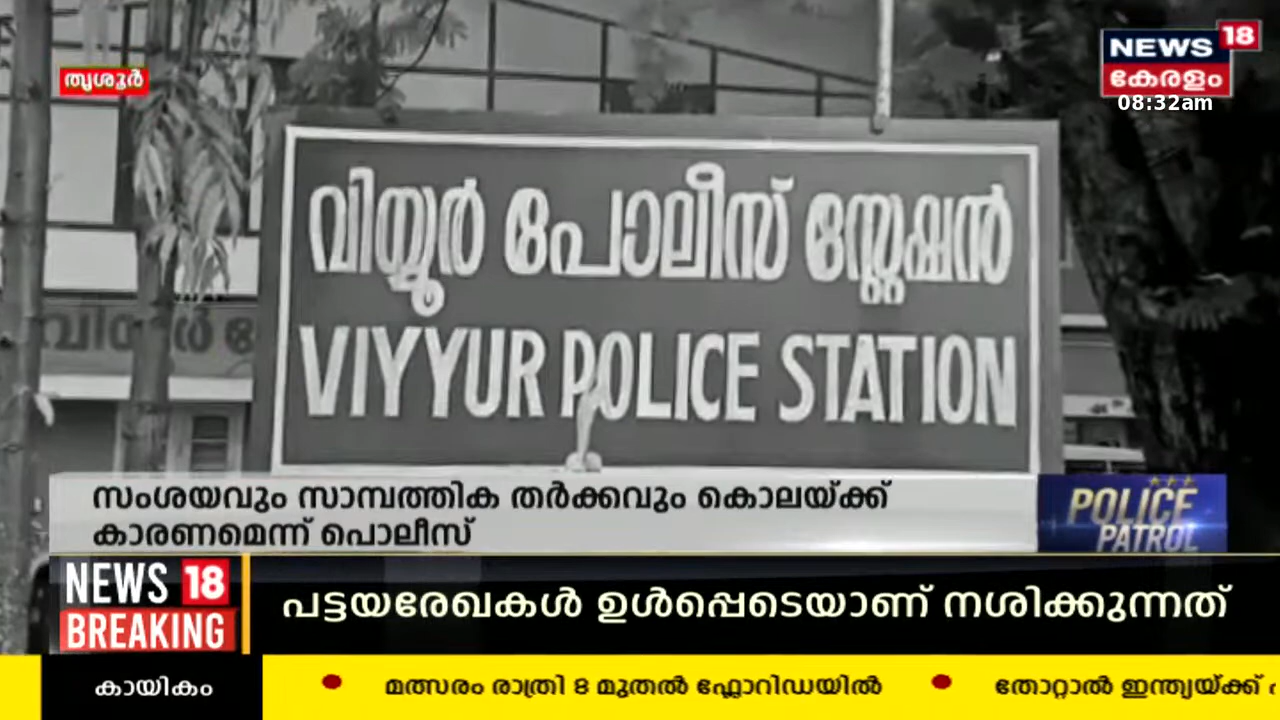 തൃശൂർ
NEWS 18
കേരളം
08:32am
വിയ്യൂർ പോലീസ് സ്റ്റേഷൻ
VIYYUR POLICE STATION
സംശയവും സാമ്പത്തിക തർക്കവും കൊലയ്ക്ക്
കാരണമെന്ന് പൊലീസ്
POLICE
PATROL
NEWS 18
BREAKING
പട്ടയരേഖകൾ ഉൾപ്പെടെയാണ് നശിക്കുന്നത്
കായികം
മത്സരം രാത്രി 8 മുതൽ ഫ്ലോറിഡയിൽ
തോറ്റാൽ ഇന്ത്യയ്ക്ക്